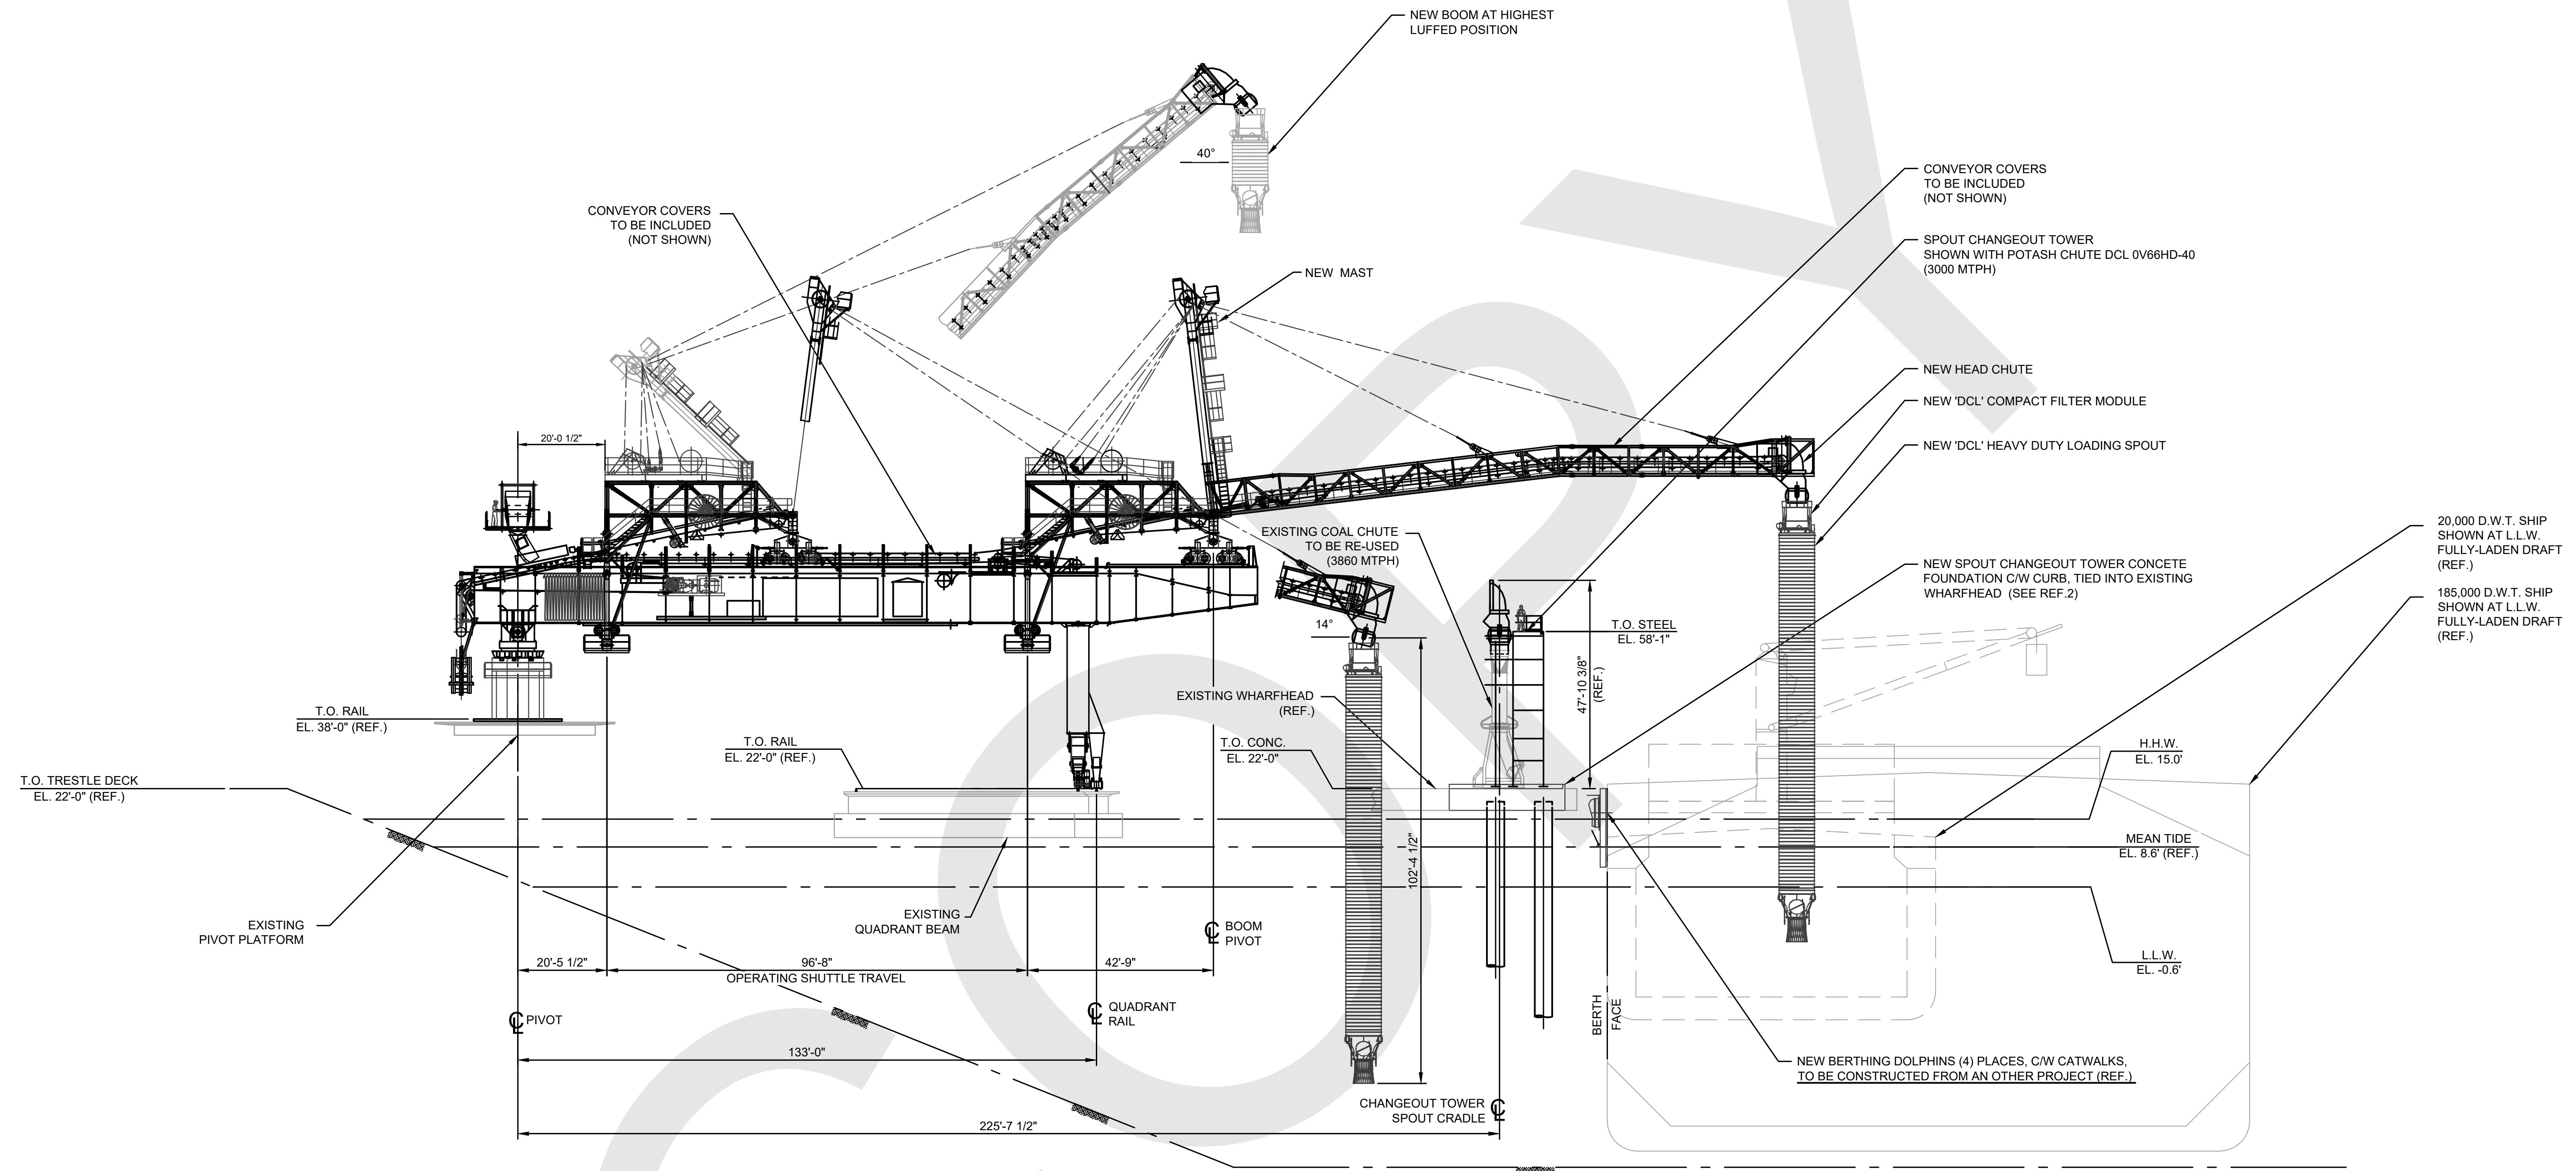 NEW BOOM AT HIGHEST
LUFFED POSITION
40°
CONVEYOR COVERS
TO BE INCLUDED
(NOT SHOWN)
CONVEYOR COVERS
TO BE INCLUDED
(NOT SHOWN)
SPOUT CHANGEOUT TOWER
SHOWN WITH POTASH CHUTE DCL 0V66HD-40
(3000 MTPH)
NEW MAST
NEW HEAD CHUTE
NEW 'DCL' COMPACT FILTER MODULE
NEW 'DCL' HEAVY DUTY LOADING SPOUT
20'-0 1/2"
EXISTING COAL CHUTE
TO BE RE-USED
(3860 MTPH)
20,000 D.W.T. SHIP
SHOWN AT L.L.W.
FULLY-LADEN DRAFT
(REF.)
NEW SPOUT CHANGEOUT TOWER CONCETE
FOUNDATION C/W CURB, TIED INTO EXISTING
WHARFHEAD (SEE REF.2)
185,000 D.W.T. SHIP
SHOWN AT L.L.W.
FULLY-LADEN DRAFT
(REF.)
14°
T.O. STEEL
EL. 58'-1"
47'-10 3/8"
(REF.)
EXISTING WHARFHEAD
(REF.)
T.O. RAIL
EL. 38'-0" (REF.)
T.O. RAIL
EL. 22'-0" (REF.)
T.O. CONC.
EL. 22'-0"
H.H.W.
EL. 15.0'
T.O. TRESTLE DECK
EL. 22'-0" (REF.)
MEAN TIDE
EL. 8.6' (REF.)
102'-4 1/2"
EXISTING
PIVOT PLATFORM
EXISTING
QUADRANT BEAM
BOOM
PIVOT
L.L.W.
EL. -0.6'
20'-5 1/2"
96'-8"
OPERATING SHUTTLE TRAVEL
42'-9"
PIVOT
QUADRANT
RAIL
BERTH
FACE
133'-0"
NEW BERTHING DOLPHINS (4) PLACES, C/W CATWALKS,
TO BE CONSTRUCTED FROM AN OTHER PROJECT (REF.)
CHANGEOUT TOWER
SPOUT CRADLE
225'-7 1/2"
COPY